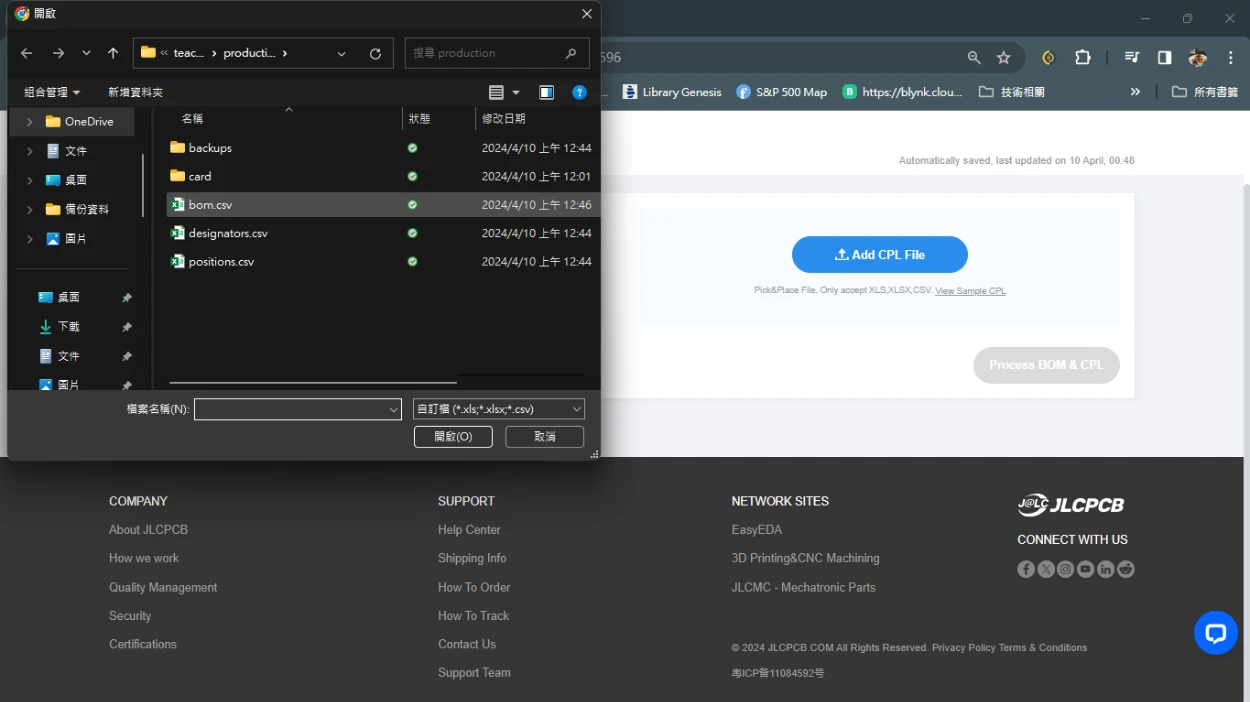 開啟
« teac... › producti... ›
搜尋 production
組合管理 新增資料夾
OneDrive
文件
桌面
備份資料
圖片
桌面
下載
文件
圖片
名稱 狀態 修改日期
backups 2024/4/10 上午 12:44
card 2024/4/10 上午 12:01
bom.csv 2024/4/10 上午 12:46
designators.csv 2024/4/10 上午 12:44
positions.csv 2024/4/10 上午 12:44
檔案名稱(N): 自訂檔 (*.xls;*.xlsx;*.csv)
開啟(O) 取消
596
... Library Genesis S&P 500 Map https://blynk.clou... 技術相關 » 所有書籤
Automatically saved, last updated on 10 April, 00:48
Add CPL File
Pick&Place File, Only accept XLS,XLSX,CSV. View Sample CPL
Process BOM & CPL
COMPANY
About JLCPCB
How we work
Quality Management
Security
Certifications
SUPPORT
Help Center
Shipping Info
How To Order
How To Track
Contact Us
Support Team
NETWORK SITES
EasyEDA
3D Printing&CNC Machining
JLCMC - Mechatronic Parts
J@LC JLCPCB
CONNECT WITH US
© 2024 JLCPCB.COM All Rights Reserved. Privacy Policy Terms & Conditions
粤ICP备11084592号